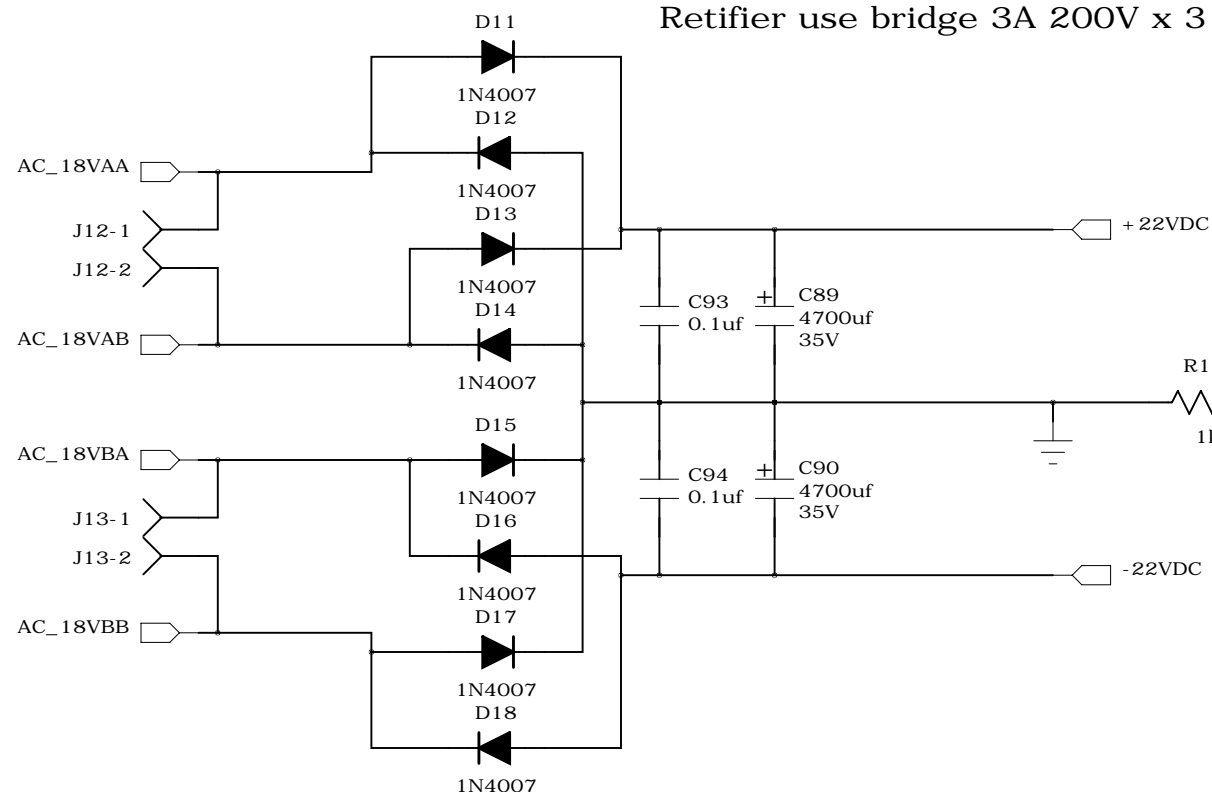 Retifier use bridge 3A 200V x 3
D11
1N4007
D12
AC_18VAA
1N4007
D13
J12-1
+22VDC
J12-2
1N4007
D14
C93
0.1uf
+
C89
4700uf
35V
AC_18VAB
1N4007
R1
D15
AC_18VBA
C94
0.1uf
+
C90
4700uf
35V
1N4007
D16
J13-1
J13-2
-22VDC
1N4007
D17
AC_18VBB
1N4007
D18
1N4007